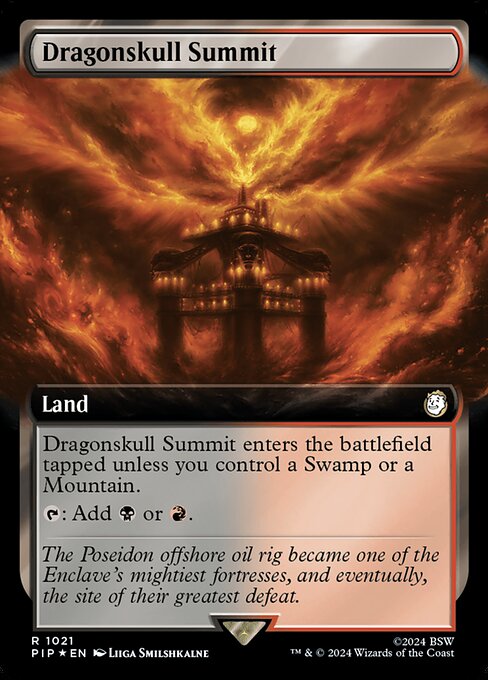 Dragonskull Summit
Land
Dragonskull Summit enters the battlefield
tapped unless you control a Swamp or a
Mountain.
: Add or .
The Poseidon offshore oil rig became one of the
Enclave's mightiest fortresses, and eventually,
the site of their greatest defeat.
R 1021
©2024 BSW
PIP★EN Liiga Smilshkalne
™ & © 2024 Wizards of the Coast